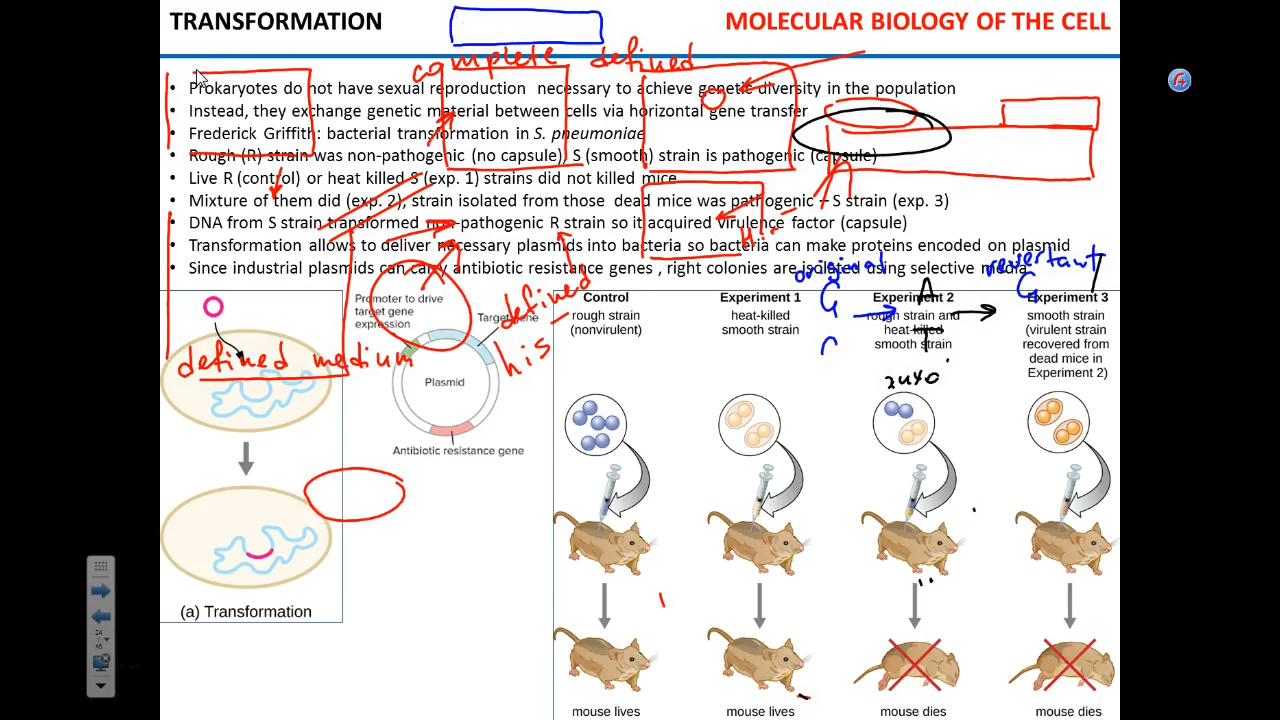 TRANSFORMATION
MOLECULAR BIOLOGY OF THE CELL
complete defined
• Prokaryotes do not have sexual reproduction necessary to achieve genetic diversity in the population
• Instead, they exchange genetic material between cells via horizontal gene transfer
• Frederick Griffith: bacterial transformation in S. pneumoniae
• Rough (R) strain was non-pathogenic (no capsule), S (smooth) strain is pathogenic (capsule)
• Live R (control) or heat killed S (exp. 1) strains did not killed mice
• Mixture of them did (exp. 2), strain isolated from those dead mice was pathogenic – S strain (exp. 3)
• DNA from S strain transformed non-pathogenic R strain so it acquired virulence factor (capsule)
• Transformation allows to deliver necessary plasmids into bacteria so bacteria can make proteins encoded on plasmid
• Since industrial plasmids can carry antibiotic resistance genes , right colonies are isolated using selective media
His-
original
revertant
G
A
G
T
defined
his
defined medium
Promoter to drive
target gene
expression
Target gene
Plasmid
Antibiotic resistance gene
(a) Transformation
Control
rough strain
(nonvirulent)
Experiment 1
heat-killed
smooth strain
Experiment 2
rough strain and
heat-killed
smooth strain
Experiment 3
smooth strain
(virulent strain
recovered from
dead mice in
Experiment 2)
mouse lives
mouse lives
mouse dies
mouse dies
24
/
48